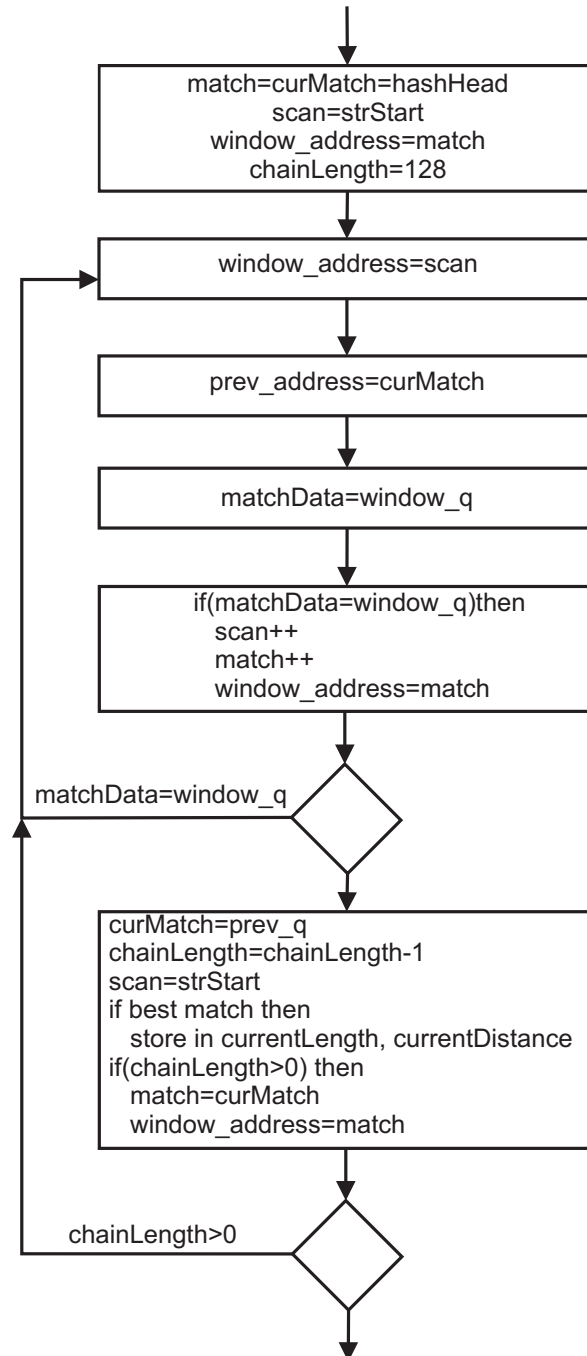 match=curMatch=hashHead
scan=strStart
window_address=match
chainLength=128
window_address=scan
prev_address=curMatch
matchData=window_q
if(matchData=window_q)then
scan++
match++
window_address=match
matchData=window_q
curMatch=prev_q
chainLength=chainLength-1
scan=strStart
if best match then
store in currentLength, currentDistance
if(chainLength>0) then
match=curMatch
window_address=match
chainLength>0